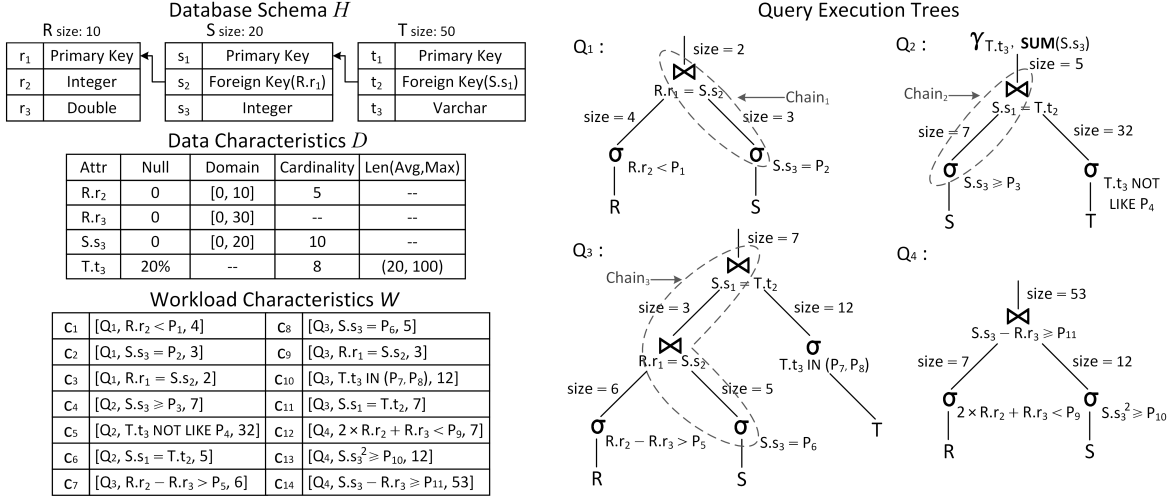 Database Schema H
R size: 10
S size: 20
T size: 50
r₁ Primary Key
r₂ Integer
r₃ Double
s₁ Primary Key
s₂ Foreign Key(R.r₁)
s₃ Integer
t₁ Primary Key
t₂ Foreign Key(S.s₁)
t₃ Varchar
Data Characteristics D
Attr Null Domain Cardinality Len(Avg,Max)
R.r₂ 0 [0, 10] 5 --
R.r₃ 0 [0, 30] -- --
S.s₃ 0 [0, 20] 10 --
T.t₃ 20% -- 8 (20, 100)
Workload Characteristics W
c₁ [Q₁, R.r₂ < P₁, 4] c₈ [Q₃, S.s₃ = P₆, 5]
c₂ [Q₁, S.s₃ = P₂, 3] c₉ [Q₃, R.r₁ = S.s₂, 3]
c₃ [Q₁, R.r₁ = S.s₂, 2] c₁₀ [Q₃, T.t₃ IN (P₇, P₈), 12]
c₄ [Q₂, S.s₃ ⩾ P₃, 7] c₁₁ [Q₃, S.s₁ = T.t₂, 7]
c₅ [Q₂, T.t₃ NOT LIKE P₄, 32] c₁₂ [Q₄, 2 × R.r₂ + R.r₃ < P₉, 7]
c₆ [Q₂, S.s₁ = T.t₂, 5] c₁₃ [Q₄, S.s₃² ⩾ P₁₀, 12]
c₇ [Q₃, R.r₂ − R.r₃ > P₅, 6] c₁₄ [Q₄, S.s₃ − R.r₃ ⩾ P₁₁, 53]
Query Execution Trees
Q₁ :
size = 2
⋈
R.r₁ = S.s₂
Chain₁
size = 4
size = 3
σ R.r₂ < P₁
σ S.s₃ = P₂
R
S
Q₂ :
γ T.t₃, SUM(S.s₃)
size = 5
⋈
Chain₂
S.s₁ = T.t₂
size = 7
size = 32
σ S.s₃ ⩾ P₃
σ T.t₃ NOT
LIKE P₄
S
T
Q₃ :
size = 7
⋈
Chain₃
S.s₁ = T.t₂
size = 3
size = 12
⋈
R.r₁ = S.s₂
σ
T.t₃ IN (P₇, P₈)
size = 6
size = 5
σ R.r₂ − R.r₃ > P₅
σ S.s₃ = P₆
T
R
S
Q₄ :
size = 53
⋈
S.s₃ − R.r₃ ⩾ P₁₁
size = 7
size = 12
σ 2 × R.r₂ + R.r₃ < P₉
σ S.s₃² ⩾ P₁₀
R
S